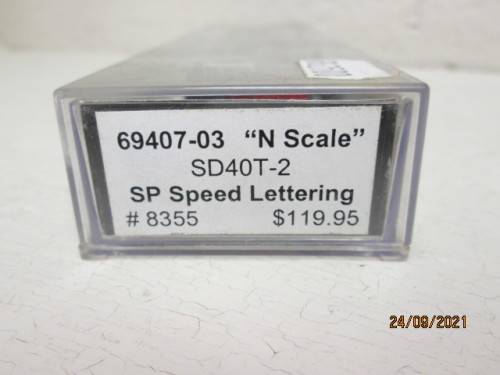 69407-03 "N Scale"
SD40T-2
SP Speed Lettering
# 8355 $119.95
24/09/2021